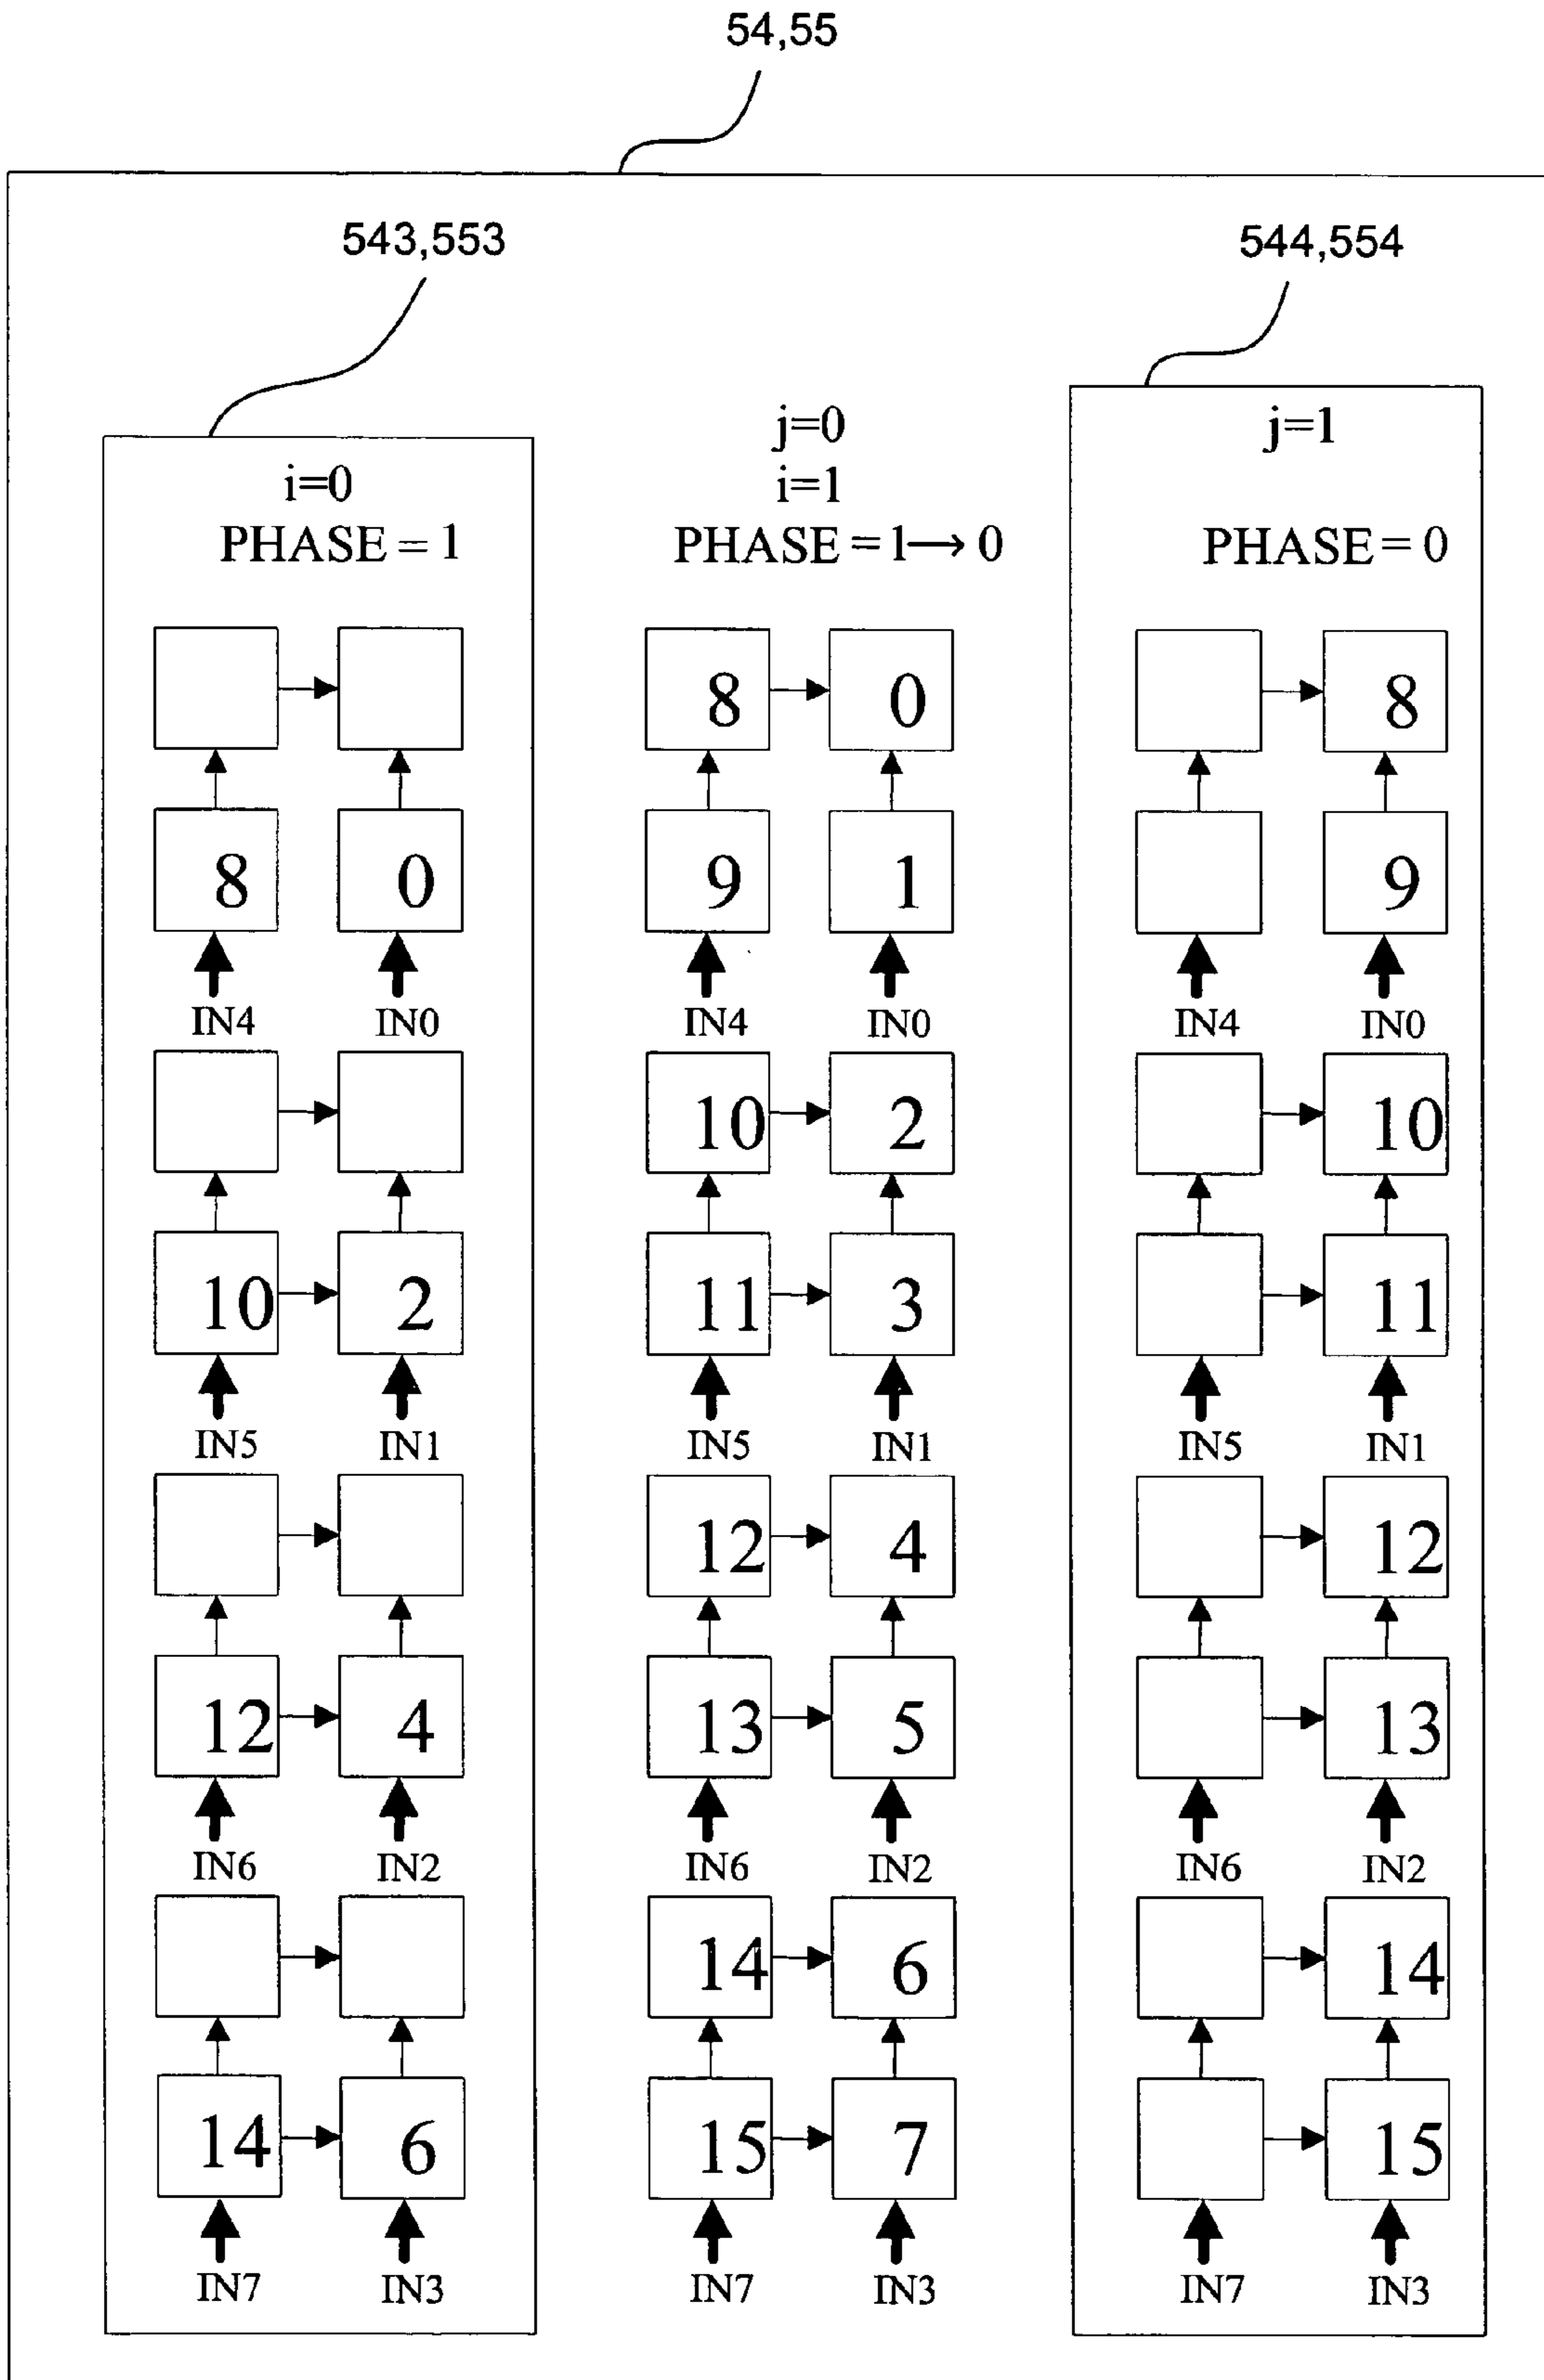 54,55
543,553
544,554
i=0
PHASE = 1
8 0
IN4 IN0
10 2
IN5 IN1
12 4
IN6 IN2
14 6
IN7 IN3
j=0
i=1
PHASE = 1→0
8 0
9 1
IN4 IN0
10 2
11 3
IN5 IN1
12 4
13 5
IN6 IN2
14 6
15 7
IN7 IN3
j=1
PHASE = 0
8
9
IN4 IN0
10
11
IN5 IN1
12
13
IN6 IN2
14
15
IN7 IN3